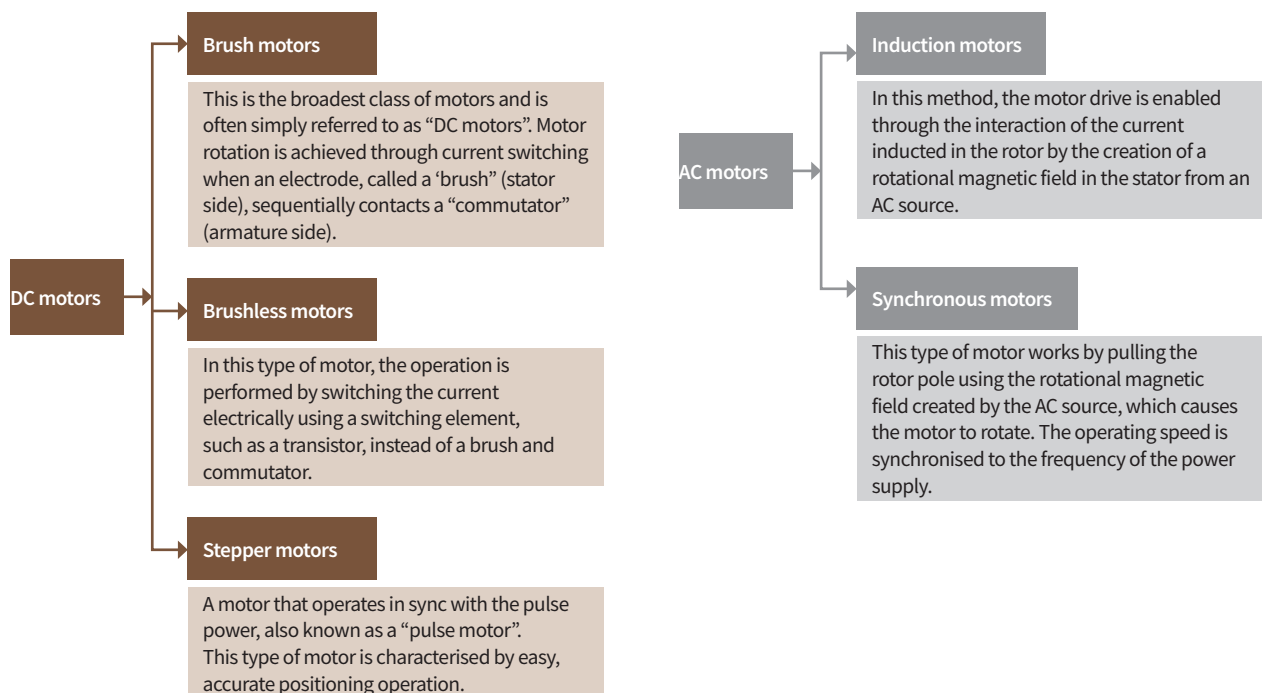 DC motors
Brush motors
This is the broadest class of motors and is
often simply referred to as “DC motors”. Motor
rotation is achieved through current switching
when an electrode, called a ‘brush” (stator
side), sequentially contacts a “commutator”
(armature side).
Brushless motors
In this type of motor, the operation is
performed by switching the current
electrically using a switching element,
such as a transistor, instead of a brush and
commutator.
Stepper motors
A motor that operates in sync with the pulse
power, also known as a “pulse motor”.
This type of motor is characterised by easy,
accurate positioning operation.
AC motors
Induction motors
In this method, the motor drive is enabled
through the interaction of the current
inducted in the rotor by the creation of a
rotational magnetic field in the stator from an
AC source.
Synchronous motors
This type of motor works by pulling the
rotor pole using the rotational magnetic
field created by the AC source, which causes
the motor to rotate. The operating speed is
synchronised to the frequency of the power
supply.